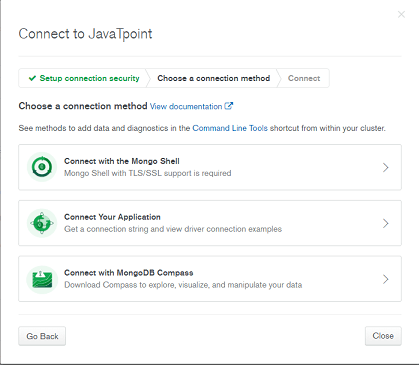 Connect to JavaTpoint
Setup connection security
Choose a connection method
Connect
Choose a connection method View documentation
See methods to add data and diagnostics in the Command Line Tools shortcut from within your cluster.
Connect with the Mongo Shell
Mongo Shell with TLS/SSL support is required
Connect Your Application
Get a connection string and view driver connection examples
Connect with MongoDB Compass
Download Compass to explore, visualize, and manipulate your data
Go Back
Close